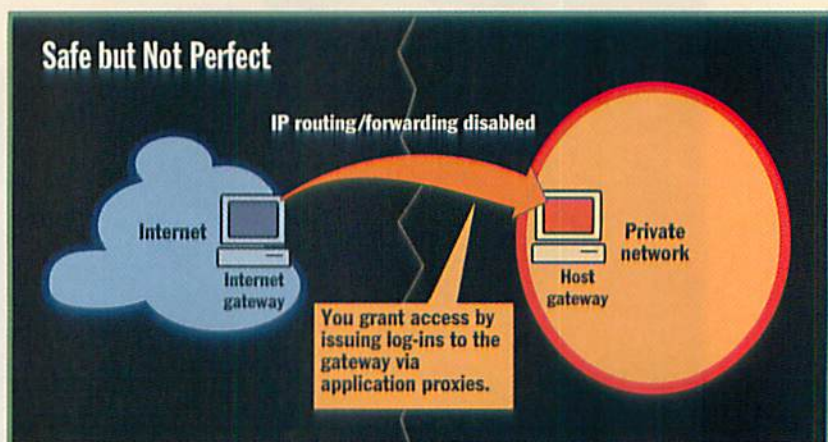 Safe but Not Perfect
IP routing/forwarding disabled
Internet
Internet
gateway
Private
network
Host
gateway
You grant access by
issuing log-ins to the
gateway via
application proxies.